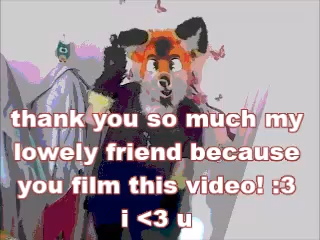 thank you so much my
lowely friend because
you film this video! :3
i <3 u